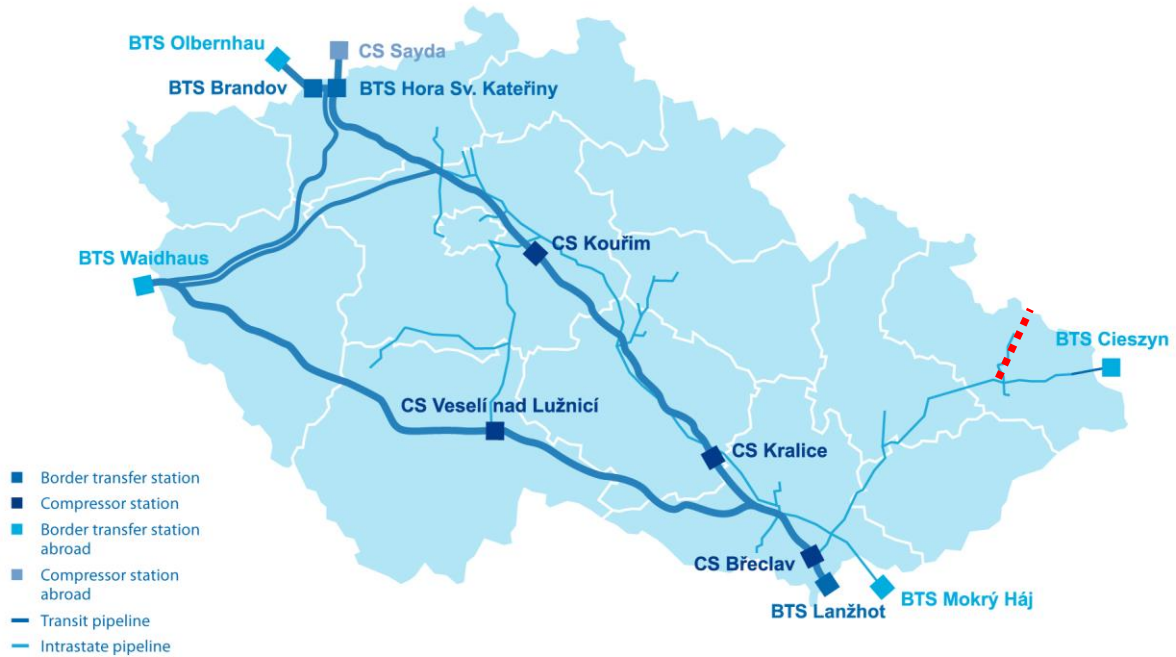 BTS Olbernhau
CS Sayda
BTS Brandov
BTS Hora Sv. Kateřiny
CS Kouřim
BTS Waidhaus
BTS Cieszyn
CS Veselí nad Lužnicí
CS Kralice
Border transfer station
Compressor station
Border transfer station
abroad
Compressor station
abroad
Transit pipeline
Intrastate pipeline
CS Břeclav
BTS Mokrý Háj
BTS Lanžhot